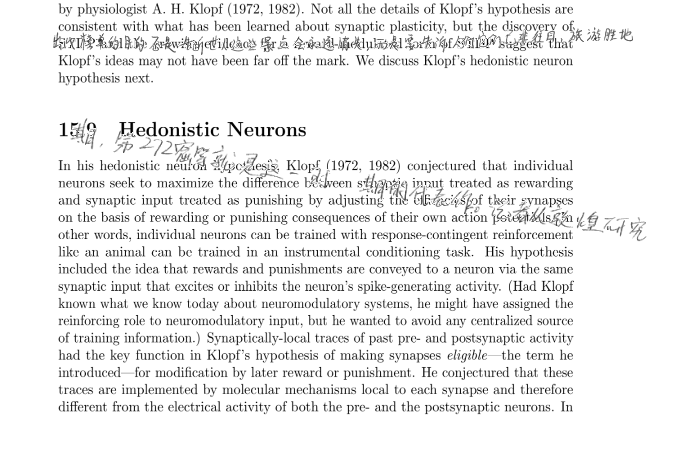 by physiologist A. H. Klopf (1972, 1982). Not all the details of Klopf's hypothesis are
consistent with what has been learned about synaptic plasticity, but the discovery of
suggest that
旅游胜地
Klopf's ideas may not have been far off the mark. We discuss Klopf's hedonistic neuron
hypothesis next.
Hedonistic Neurons
第272窟
In his hedonistic neuron hypothesis, Klopf (1972, 1982) conjectured that individual
neurons seek to maximize the difference between synaptic input treated as rewarding
and synaptic input treated as punishing by adjusting the efficacies of their synapses
on the basis of rewarding or punishing consequences of their own action potentials. In
敦煌研究
other words, individual neurons can be trained with response-contingent reinforcement
like an animal can be trained in an instrumental conditioning task. His hypothesis
included the idea that rewards and punishments are conveyed to a neuron via the same
synaptic input that excites or inhibits the neuron's spike-generating activity. (Had Klopf
known what we know today about neuromodulatory systems, he might have assigned the
reinforcing role to neuromodulatory input, but he wanted to avoid any centralized source
of training information.) Synaptically-local traces of past pre- and postsynaptic activity
had the key function in Klopf's hypothesis of making synapses eligible—the term he
introduced—for modification by later reward or punishment. He conjectured that these
traces are implemented by molecular mechanisms local to each synapse and therefore
different from the electrical activity of both the pre- and the postsynaptic neurons. In